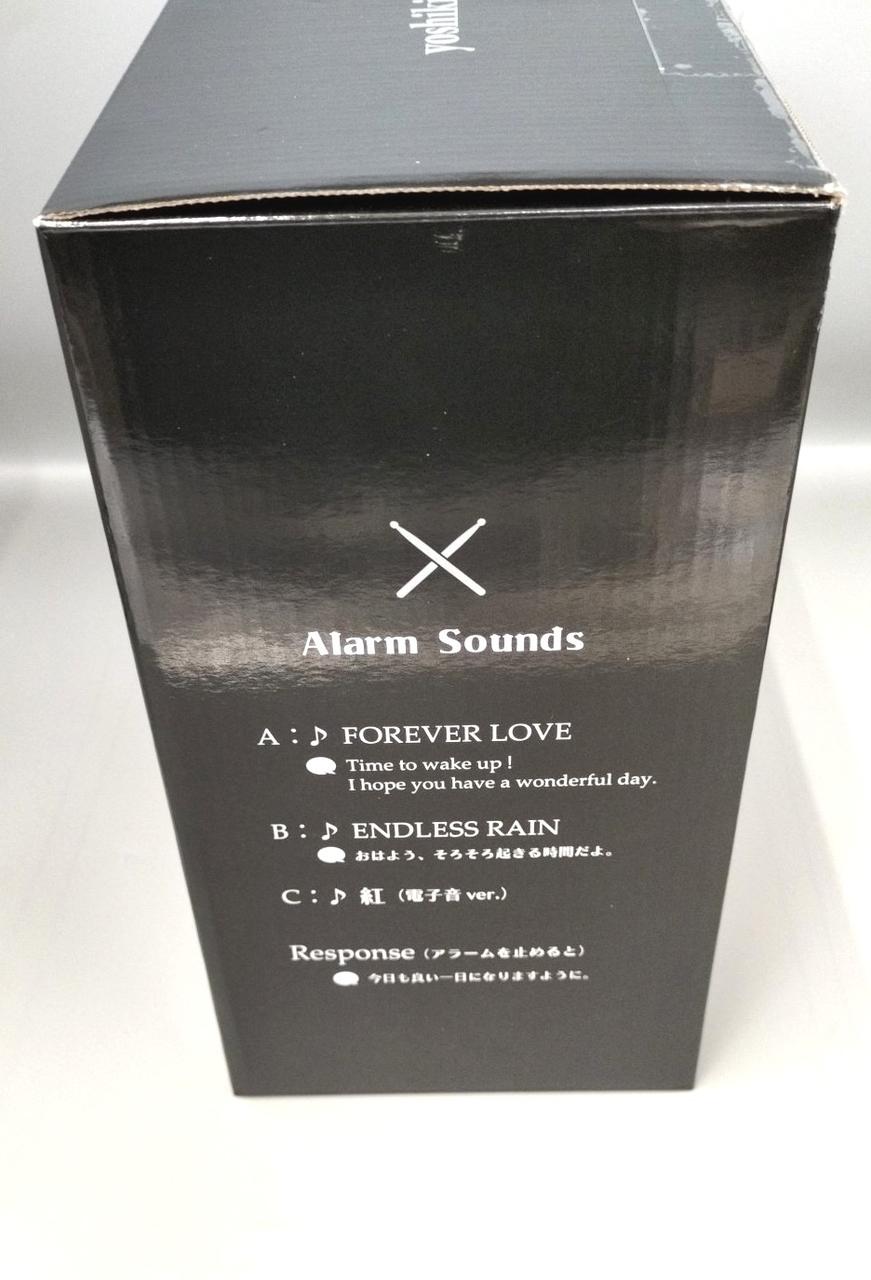 yoshiki
Alarm Sounds
A：♪ FOREVER LOVE
Time to wake up !
I hope you have a wonderful day.
B：♪ ENDLESS RAIN
おはよう、そろそろ起きる時間だよ。
C：♪ 紅（電子音 ver.）
Response（アラームを止めると）
今日も良い一日になりますように。